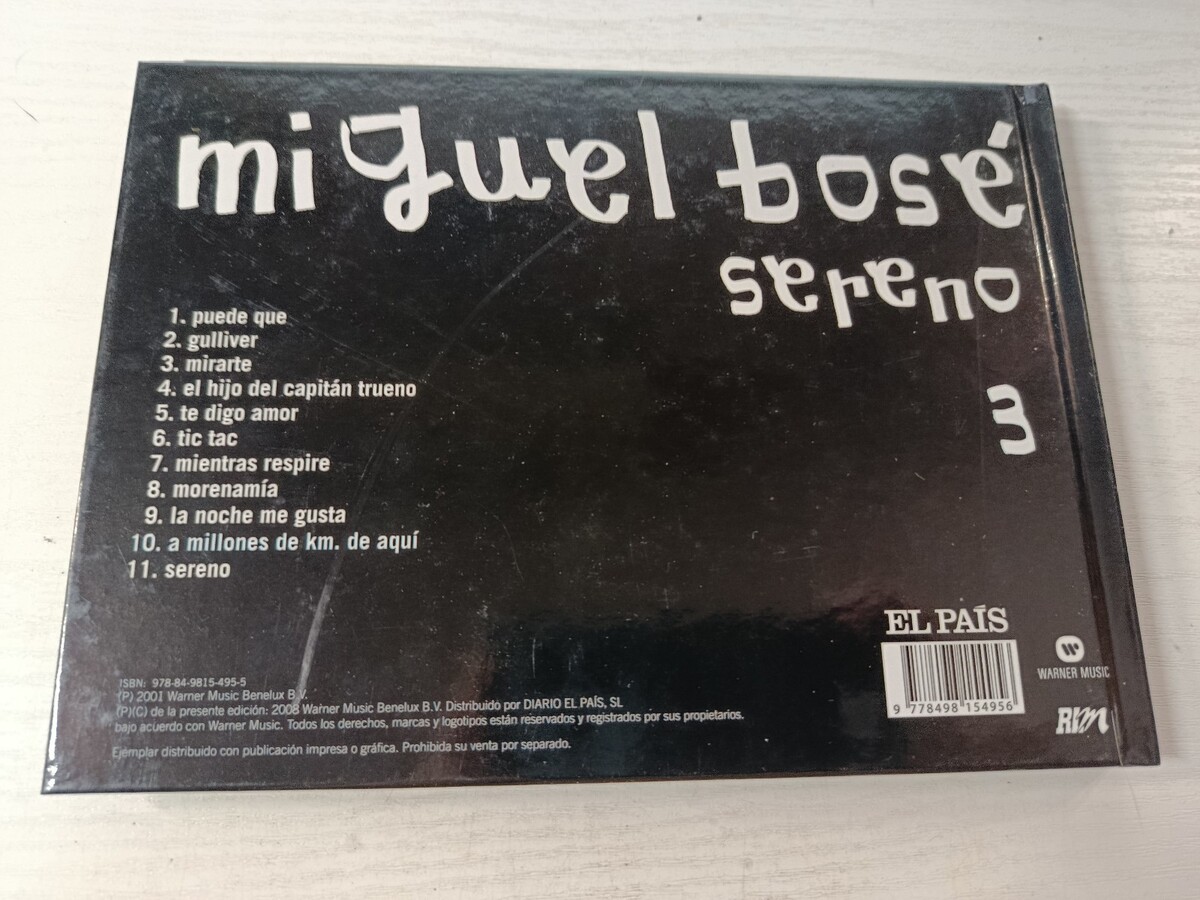 miguel bosé
sereno
3
1. puede que
2. gulliver
3. mirarte
4. el hijo del capitán trueno
5. te digo amor
6. tic tac
7. mientras respire
8. morenamía
9. la noche me gusta
10. a millones de km. de aquí
11. sereno
ISBN: 978-84-9815-495-5
(P) 2001 Warner Music Benelux B.V.
(P)(C) de la presente edición: 2008 Warner Music Benelux B.V. Distribuido por DIARIO EL PAÍS, SL
bajo acuerdo con Warner Music. Todos los derechos, marcas y logotipos están reservados y registrados por sus propietarios.
Ejemplar distribuido con publicación impresa o gráfica. Prohibida su venta por separado.
EL PAÍS
9 778498 154956
WARNER MUSIC
RLM